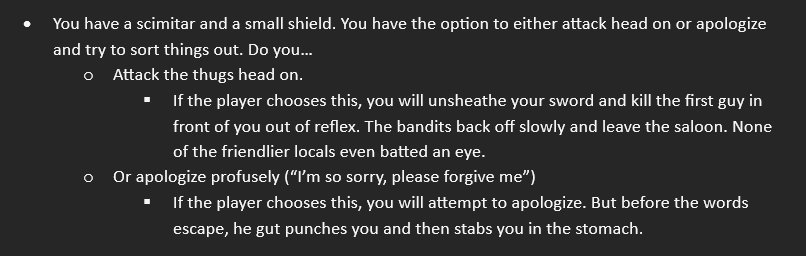 • You have a scimitar and a small shield. You have the option to either attack head on or apologize
and try to sort things out. Do you…
o Attack the thugs head on.
▪ If the player chooses this, you will unsheathe your sword and kill the first guy in
front of you out of reflex. The bandits back off slowly and leave the saloon. None
of the friendlier locals even batted an eye.
o Or apologize profusely (“I’m so sorry, please forgive me”)
▪ If the player chooses this, you will attempt to apologize. But before the words
escape, he gut punches you and then stabs you in the stomach.